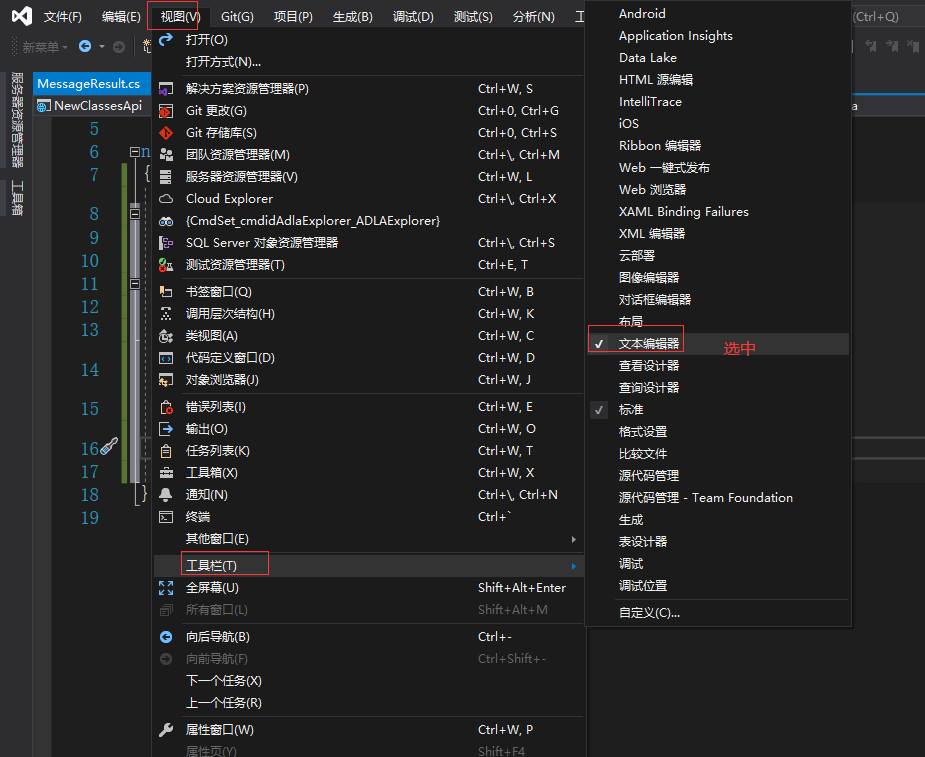 文件(F) 编辑(E) 视图(V) Git(G) 项目(P) 生成(B) 调试(D) 测试(S) 分析(N) 工
(Ctrl+Q)
新菜单
服务器资源管理器
工具箱
MessageResult.cs
NewClassesApi
a
5
6
7
8
9
10
11
12
13
14
15
16
17
18
19
n
{
}
打开(O)
打开方式(N)...
解决方案资源管理器(P) Ctrl+W, S
Git 更改(G) Ctrl+0, Ctrl+G
Git 存储库(S) Ctrl+0, Ctrl+S
团队资源管理器(M) Ctrl+\, Ctrl+M
服务器资源管理器(V) Ctrl+W, L
Cloud Explorer Ctrl+\, Ctrl+X
{CmdSet_cmdidAdlaExplorer_ADLAExplorer}
SQL Server 对象资源管理器 Ctrl+\, Ctrl+S
测试资源管理器(T) Ctrl+E, T
书签窗口(Q) Ctrl+W, B
调用层次结构(H) Ctrl+W, K
类视图(A) Ctrl+W, C
代码定义窗口(D) Ctrl+W, D
对象浏览器(J) Ctrl+W, J
错误列表(I) Ctrl+W, E
输出(O) Ctrl+W, O
任务列表(K) Ctrl+W, T
工具箱(X) Ctrl+W, X
通知(N) Ctrl+\, Ctrl+N
终端 Ctrl+`
其他窗口(E)
工具栏(T)
全屏幕(U) Shift+Alt+Enter
所有窗口(L) Shift+Alt+M
向后导航(B) Ctrl+-
向前导航(F) Ctrl+Shift+-
下一个任务(X)
上一个任务(R)
属性窗口(W) Ctrl+W, P
属性页(Y) Shift+F4
Android
Application Insights
Data Lake
HTML 源编辑
IntelliTrace
iOS
Ribbon 编辑器
Web 一键式发布
Web 浏览器
XAML Binding Failures
XML 编辑器
云部署
图像编辑器
对话框编辑器
布局
文本编辑器 选中
查看设计器
查询设计器
标准
格式设置
比较文件
源代码管理
源代码管理 - Team Foundation
生成
表设计器
调试
调试位置
自定义(C)...